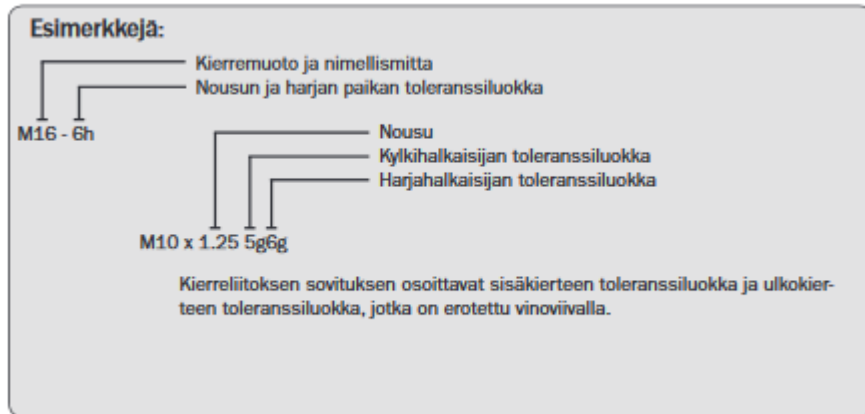 Esimerkkejä:
Kierremuoto ja nimellismitta
Nousun ja harjan paikan toleranssiluokka
M16 - 6h
Nousu
Kylkihalkaisijan toleranssiluokka
Harjahalkaisijan toleranssiluokka
M10 x 1.25 5g6g
Kierreliitoksen sovituksen osoittavat sisäkierteen toleranssiluokka ja ulkokier-
teen toleranssiluokka, jotka on erotettu vinoviivalla.